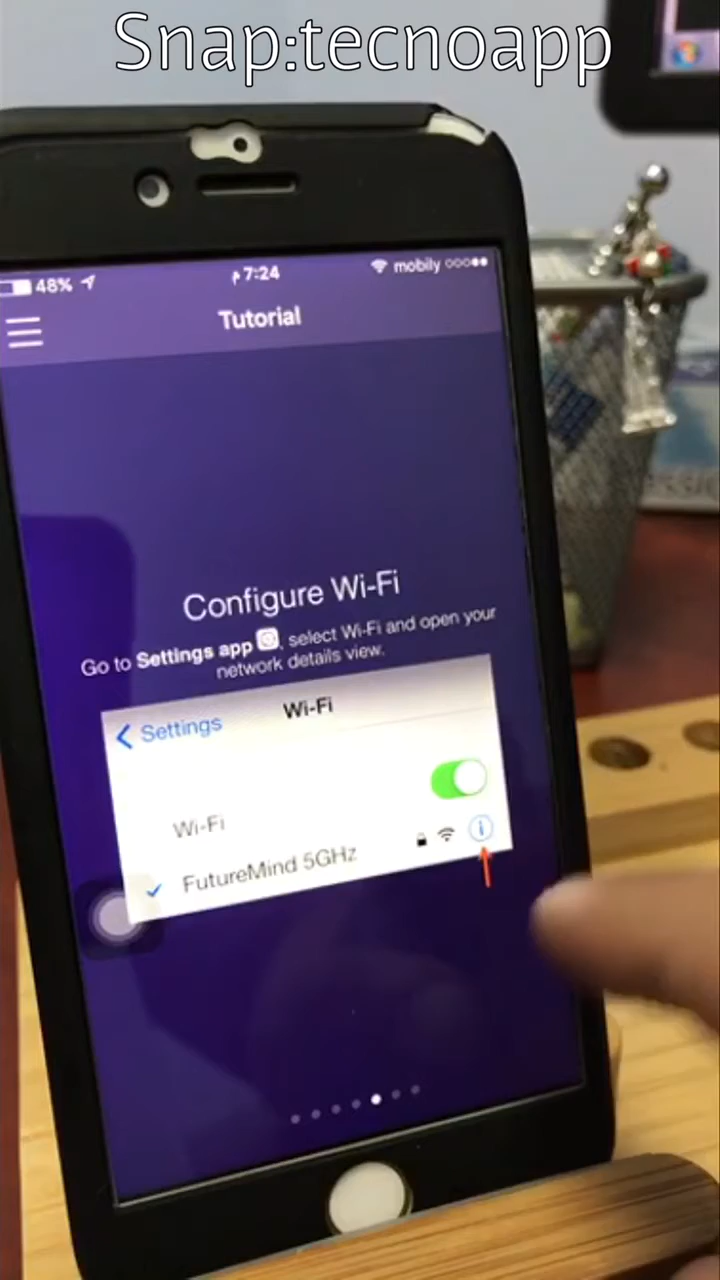 Snap:tecnoapp
48% م 7:24 mobily
Tutorial
Configure Wi-Fi
Go to Settings app , select Wi-Fi and open your
network details view.
Settings Wi-Fi
Wi-Fi
FutureMind 5GHz